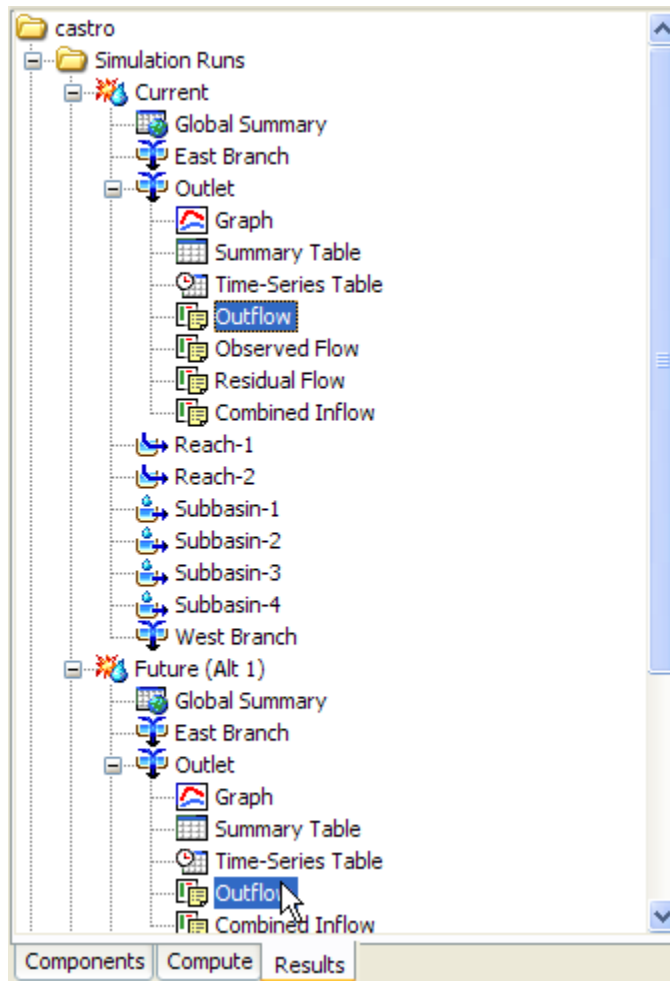 castro
Simulation Runs
Current
Global Summary
East Branch
Outlet
Graph
Summary Table
Time-Series Table
Outflow
Observed Flow
Residual Flow
Combined Inflow
Reach-1
Reach-2
Subbasin-1
Subbasin-2
Subbasin-3
Subbasin-4
West Branch
Future (Alt 1)
Global Summary
East Branch
Outlet
Graph
Summary Table
Time-Series Table
Outflow
Combined Inflow
Components Compute Results